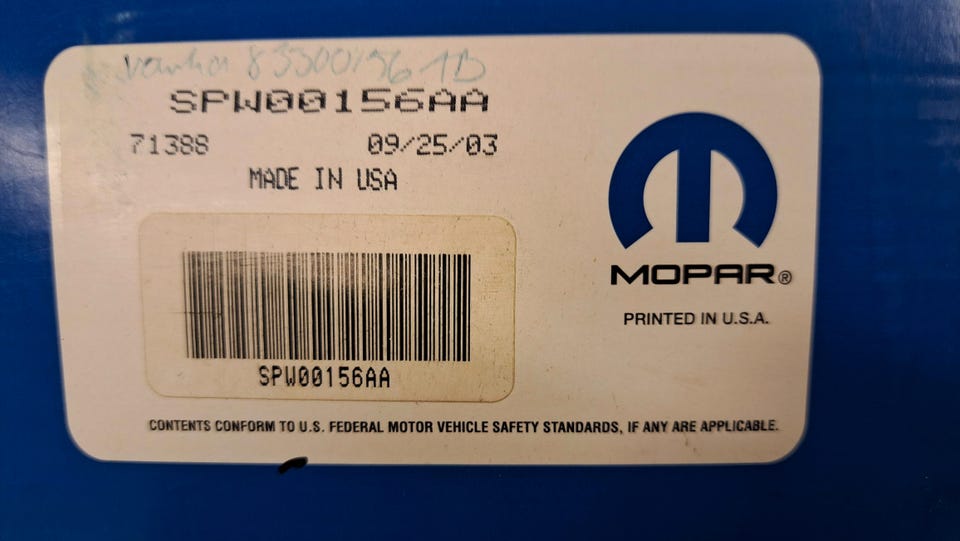 SPW00156AA
71388 09/25/03
MADE IN USA
SPW00156AA
MOPAR®
PRINTED IN U.S.A.
CONTENTS CONFORM TO U.S. FEDERAL MOTOR VEHICLE SAFETY STANDARDS, IF ANY ARE APPLICABLE.